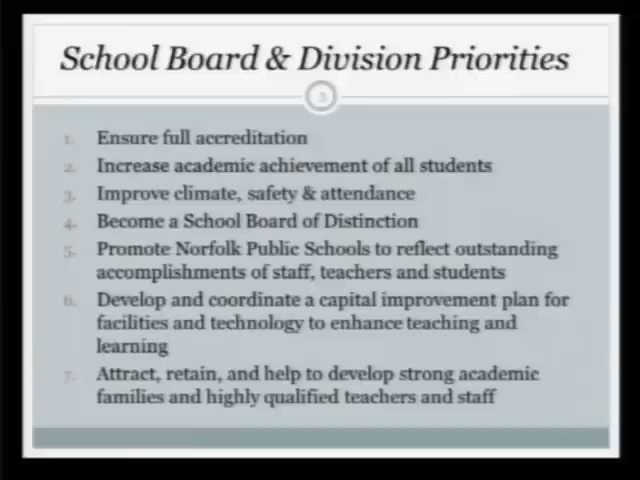 School Board & Division Priorities
1. Ensure full accreditation
2. Increase academic achievement of all students
3. Improve climate, safety & attendance
4. Become a School Board of Distinction
5. Promote Norfolk Public Schools to reflect outstanding
accomplishments of staff, teachers and students
6. Develop and coordinate a capital improvement plan for
facilities and technology to enhance teaching and
learning
7. Attract, retain, and help to develop strong academic
families and highly qualified teachers and staff